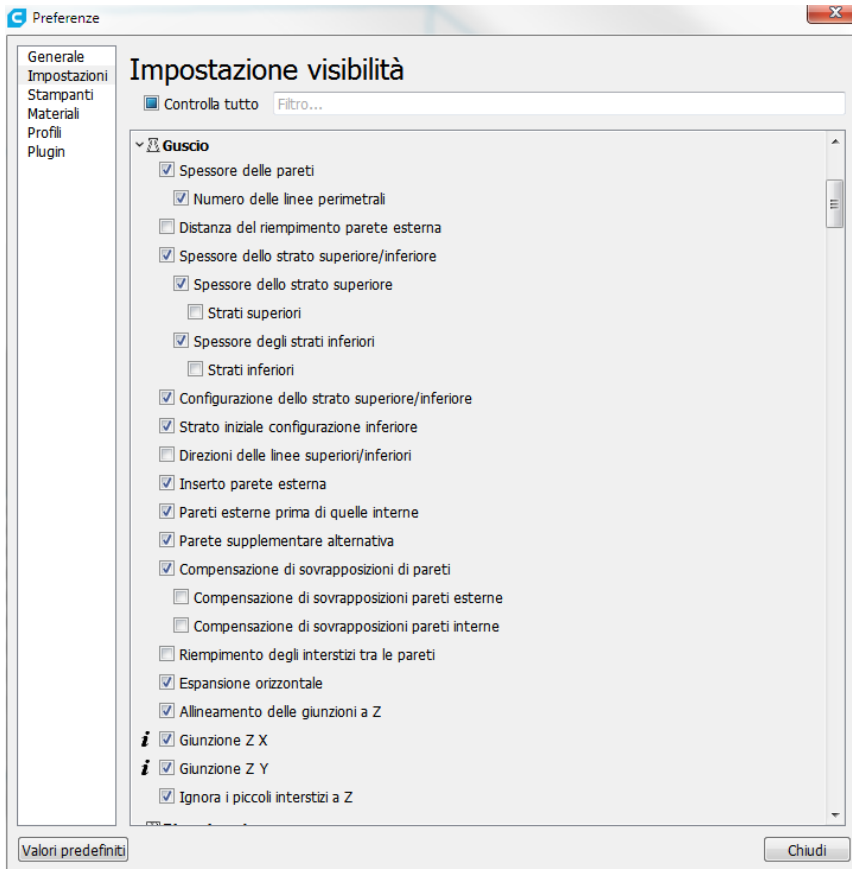 Preferenze
Generale
Impostazioni
Stampanti
Materiali
Profili
Plugin
Impostazione visibilità
Controlla tutto
Filtro...
Guscio
Spessore delle pareti
Numero delle linee perimetrali
Distanza del riempimento parete esterna
Spessore dello strato superiore/inferiore
Spessore dello strato superiore
Strati superiori
Spessore degli strati inferiori
Strati inferiori
Configurazione dello strato superiore/inferiore
Strato iniziale configurazione inferiore
Direzioni delle linee superiori/inferiori
Inserto parete esterna
Pareti esterne prima di quelle interne
Parete supplementare alternativa
Compensazione di sovrapposizioni di pareti
Compensazione di sovrapposizioni pareti esterne
Compensazione di sovrapposizioni pareti interne
Riempimento degli interstizi tra le pareti
Espansione orizzontale
Allineamento delle giunzioni a Z
i Giunzione Z X
i Giunzione Z Y
Ignora i piccoli interstizi a Z
Valori predefiniti
Chiudi